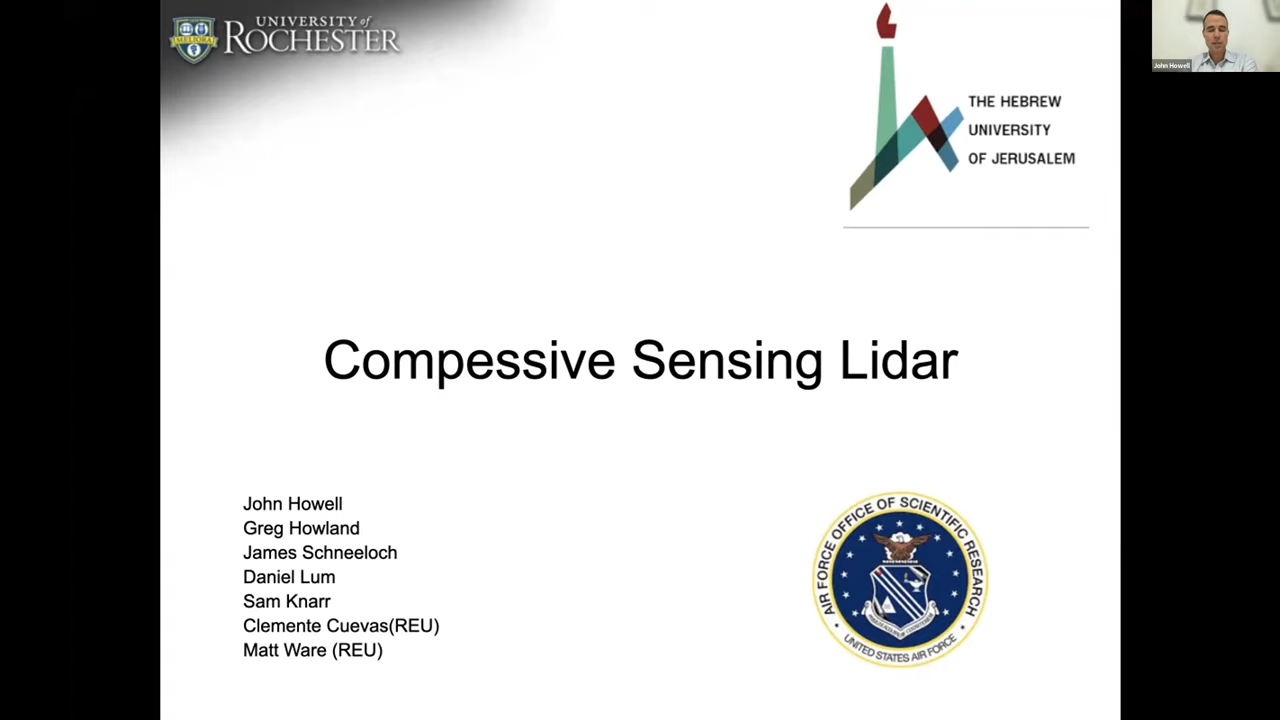 UNIVERSITY of
ROCHESTER
MELIORA
John Howell
THE HEBREW
UNIVERSITY
OF JERUSALEM
Compessive Sensing Lidar
John Howell
Greg Howland
James Schneeloch
Daniel Lum
Sam Knarr
Clemente Cuevas(REU)
Matt Ware (REU)
AIR FORCE OFFICE OF SCIENTIFIC RESEARCH
UNITED STATES AIR FORCE